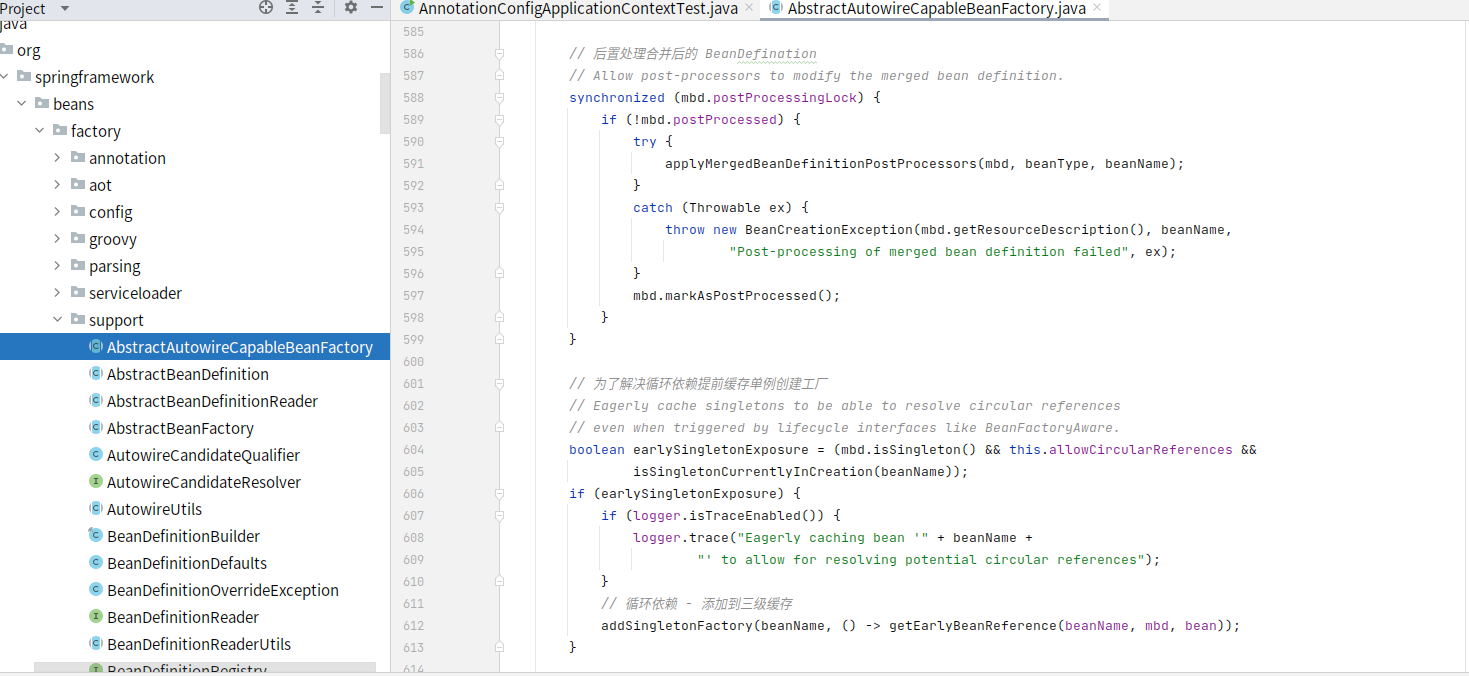 Project
AnnotationConfigApplicationContextTest.java
AbstractAutowireCapableBeanFactory.java
java
org
springframework
beans
factory
annotation
aot
config
groovy
parsing
serviceloader
support
AbstractAutowireCapableBeanFactory
AbstractBeanDefinition
AbstractBeanDefinitionReader
AbstractBeanFactory
AutowireCandidateQualifier
AutowireCandidateResolver
AutowireUtils
BeanDefinitionBuilder
BeanDefinitionDefaults
BeanDefinitionOverrideException
BeanDefinitionReader
BeanDefinitionReaderUtils
BeanDefinitionRegistry
585
586 // 后置处理合并后的 BeanDefination
587 // Allow post-processors to modify the merged bean definition.
588 synchronized (mbd.postProcessingLock) {
589 if (!mbd.postProcessed) {
590 try {
591 applyMergedBeanDefinitionPostProcessors(mbd, beanType, beanName);
592 }
593 catch (Throwable ex) {
594 throw new BeanCreationException(mbd.getResourceDescription(), beanName,
595 "Post-processing of merged bean definition failed", ex);
596 }
597 mbd.markAsPostProcessed();
598 }
599 }
600
601 // 为了解决循环依赖提前缓存单例创建工厂
602 // Eagerly cache singletons to be able to resolve circular references
603 // even when triggered by lifecycle interfaces like BeanFactoryAware.
604 boolean earlySingletonExposure = (mbd.isSingleton() && this.allowCircularReferences &&
605 isSingletonCurrentlyInCreation(beanName));
606 if (earlySingletonExposure) {
607 if (logger.isTraceEnabled()) {
608 logger.trace("Eagerly caching bean '" + beanName +
609 "' to allow for resolving potential circular references");
610 }
611 // 循环依赖 - 添加到三级缓存
612 addSingletonFactory(beanName, () -> getEarlyBeanReference(beanName, mbd, bean));
613 }
614